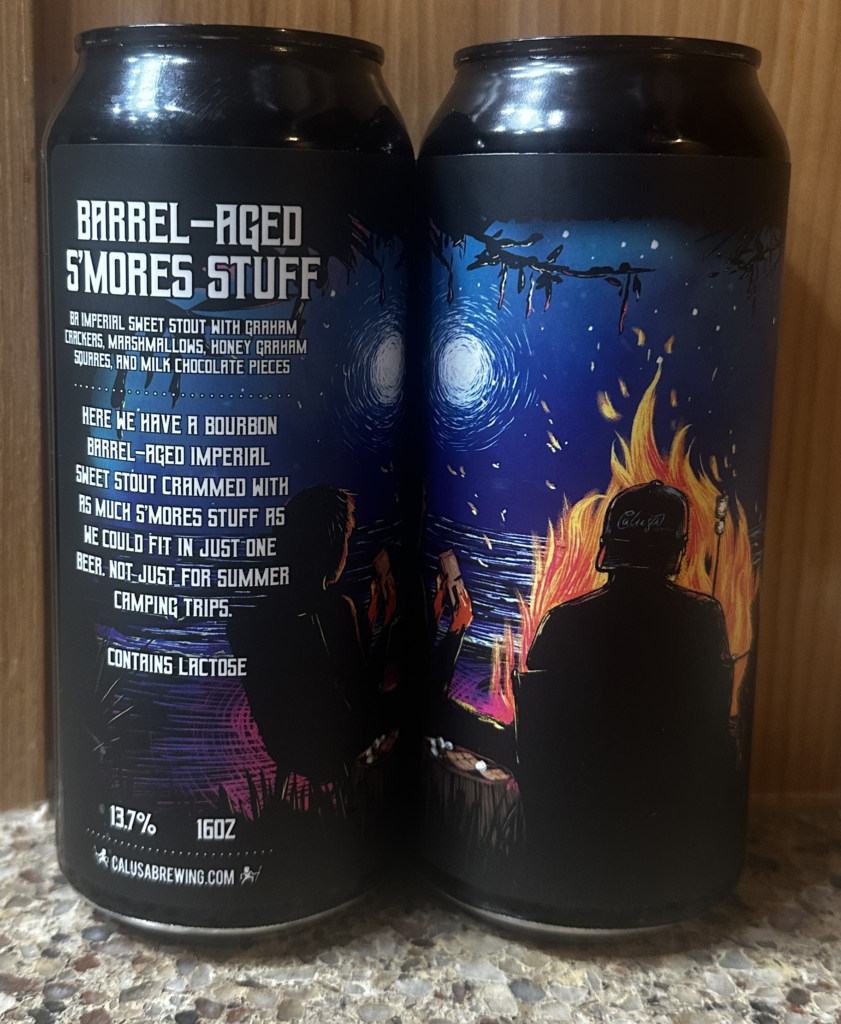 BARREL-AGED
S'MORES STUFF
BA IMPERIAL SWEET STOUT WITH GRAHAM
CRACKERS, MARSHMALLOWS, HONEY GRAHAM
SQUARES, AND MILK CHOCOLATE PIECES
HERE WE HAVE A BOURBON
BARREL-AGED IMPERIAL
SWEET STOUT CRAMMED WITH
AS MUCH S'MORES STUFF AS
WE COULD FIT IN JUST ONE
BEER. NOT JUST FOR SUMMER
CAMPING TRIPS.
CONTAINS LACTOSE
13.7% 16OZ
CALUSABREWING.COM
Calusa